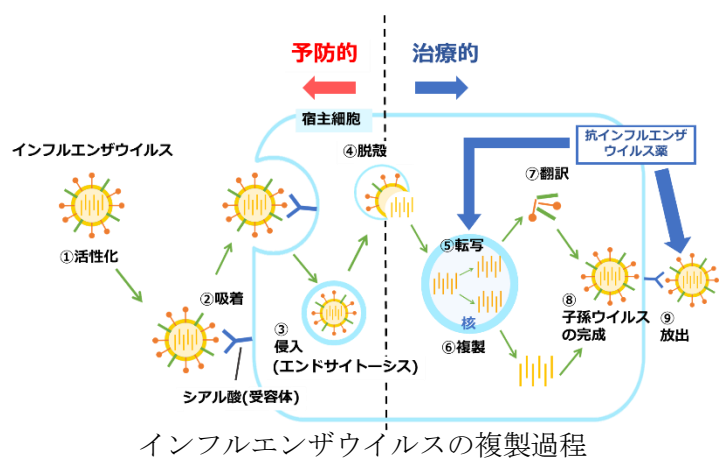 予防的
治療的
宿主細胞
インフルエンザウイルス
④脱殻
抗インフルエンザ
ウイルス薬
⑦翻訳
①活性化
⑤転写
②吸着
③
侵入
(エンドサイトーシス)
核
⑥複製
⑧
子孫ウイルス
の完成
⑨
放出
シアル酸(受容体)
インフルエンザウイルスの複製過程